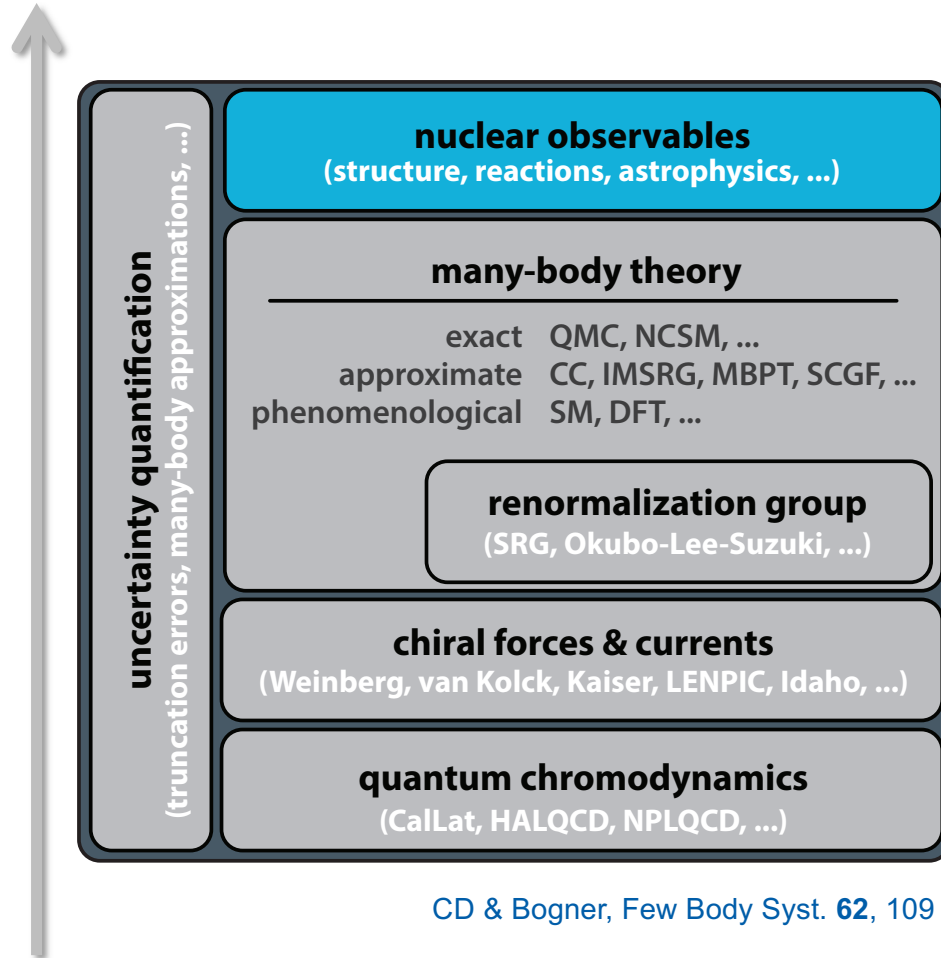 uncertainty quantification
(truncation errors, many-body approximations, ...)
nuclear observables
(structure, reactions, astrophysics, ...)
many-body theory
exact QMC, NCSM, ...
approximate CC, IMSRG, MBPT, SCGF, ...
phenomenological SM, DFT, ...
renormalization group
(SRG, Okubo-Lee-Suzuki, ...)
chiral forces & currents
(Weinberg, van Kolck, Kaiser, LENPIC, Idaho, ...)
quantum chromodynamics
(CalLat, HALQCD, NPLQCD, ...)
CD & Bogner, Few Body Syst. 62, 109